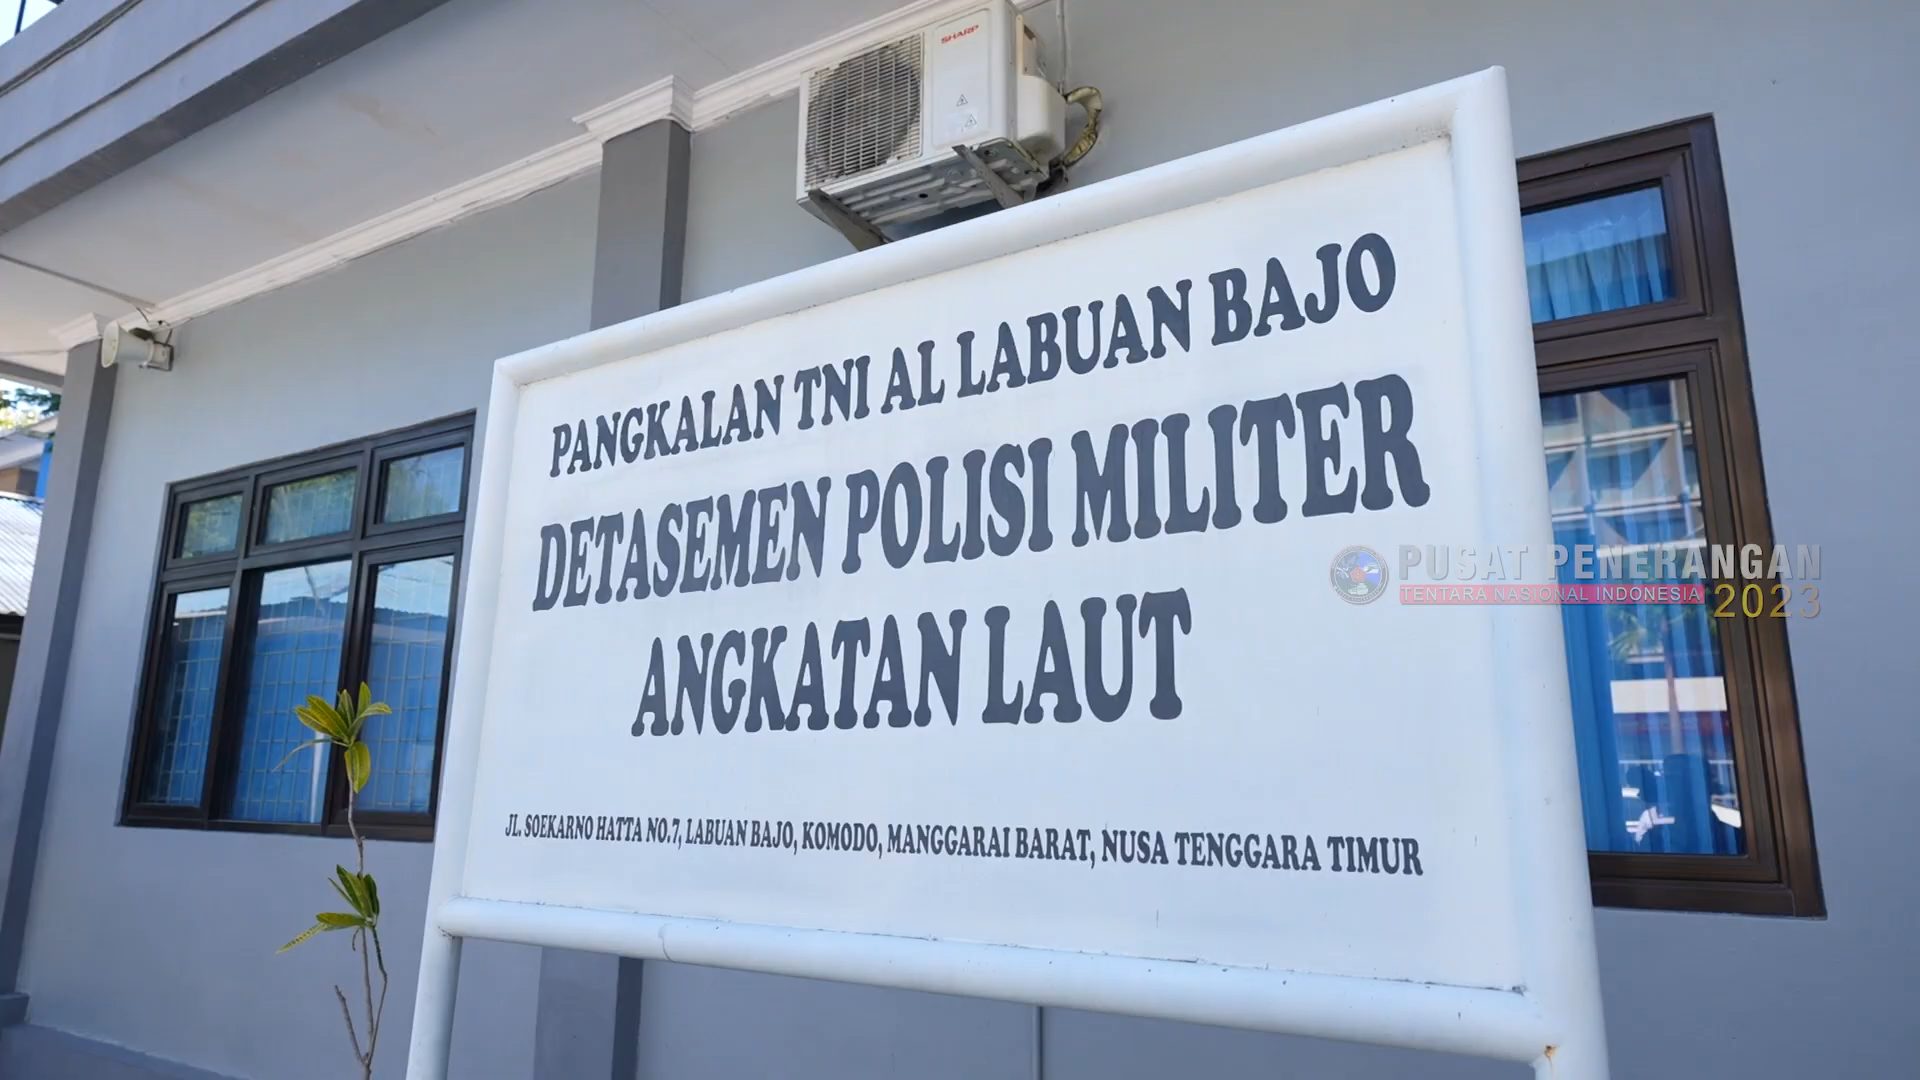 SHARP
PANGKALAN TNI AL LABUAN BAJO
DETASEMEN POLISI MILITER
ANGKATAN LAUT
JL. SOEKARNO HATTA NO.7, LABUAN BAJO, KOMODO, MANGGARAI BARAT, NUSA TENGGARA TIMUR
PUSAT PENERANGAN
TENTARA NASIONAL INDONESIA 2023